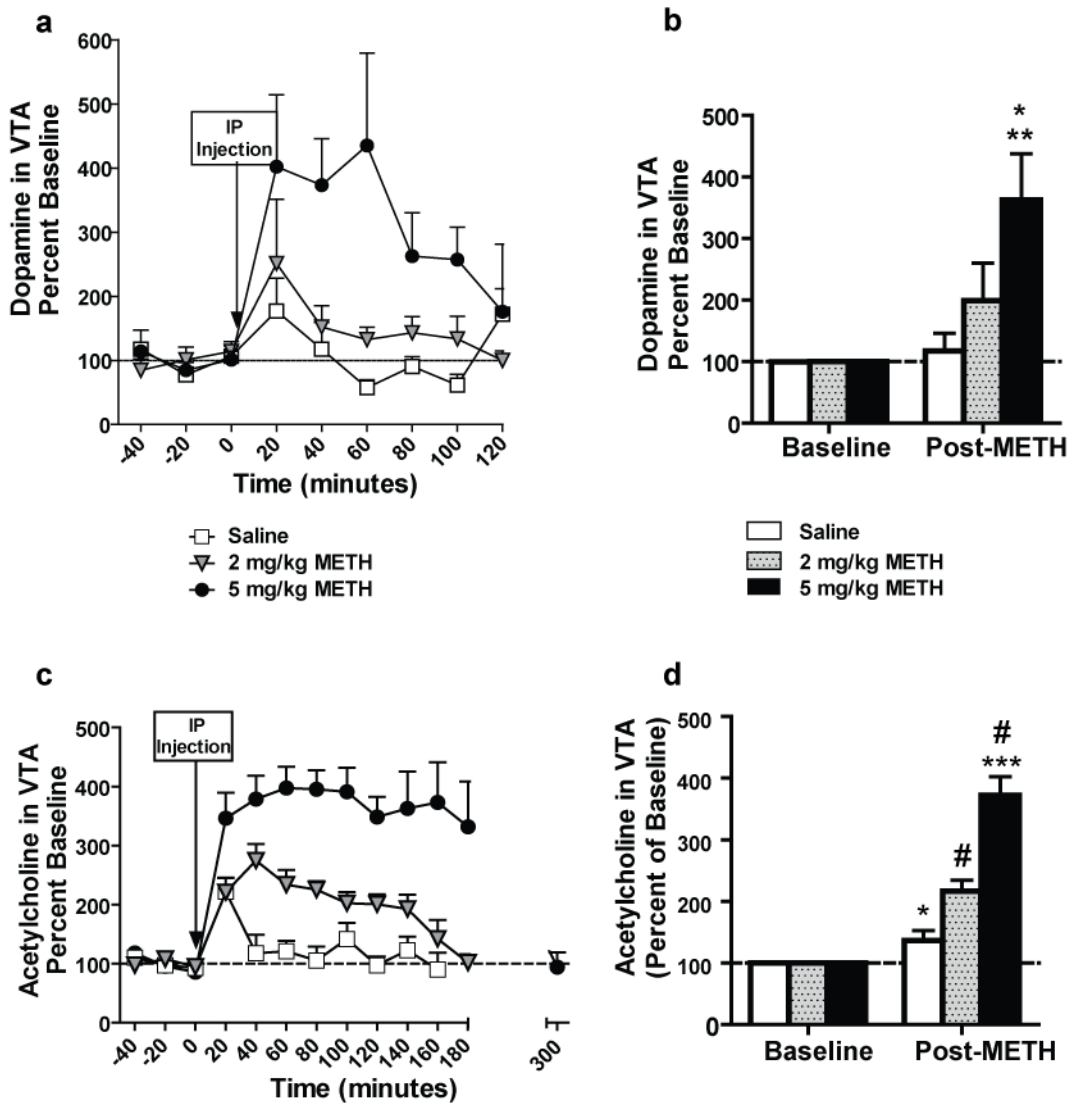 a
Dopamine in VTA
Percent Baseline
600
500
400
300
200
100
0
IP
Injection
-40
-20
0
20
40
60
80
100
120
Time (minutes)
Saline
2 mg/kg METH
5 mg/kg METH
b
Dopamine in VTA
Percent Baseline
500
400
300
200
100
0
*
**
Baseline
Post-METH
Saline
2 mg/kg METH
5 mg/kg METH
c
Acetylcholine in VTA
Percent Baseline
500
400
300
200
100
0
IP
Injection
-40
-20
0
20
40
60
80
100
120
140
160
180
300
Time (minutes)
d
Acetylcholine in VTA
(Percent of Baseline)
500
400
300
200
100
0
*
#
#
***
Baseline
Post-METH